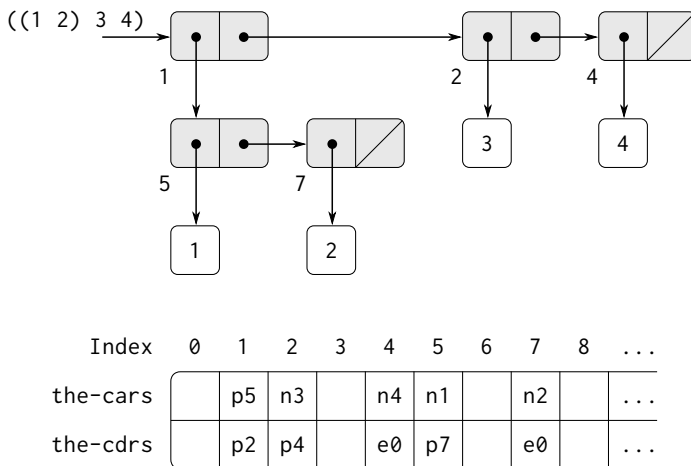 ((1 2) 3 4)
1 2 4
3 4
5 7
1 2
Index 0 1 2 3 4 5 6 7 8 ...
the-cars p5 n3 n4 n1 n2 ...
the-cdrs p2 p4 e0 p7 e0 ...